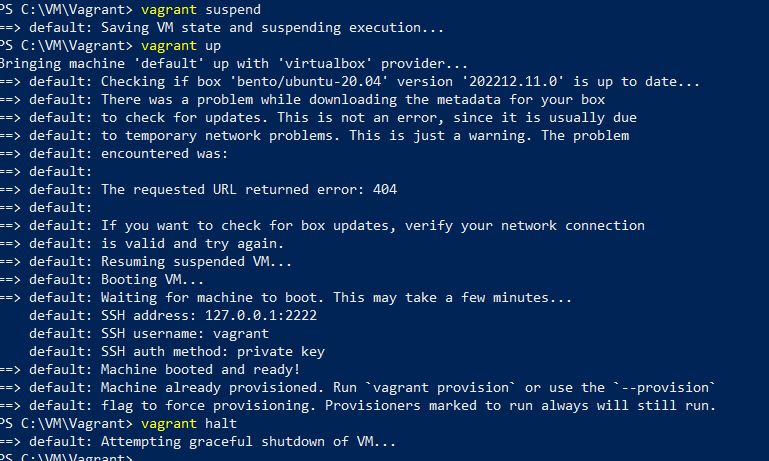 PS C:\VM\Vagrant> vagrant suspend
==> default: Saving VM state and suspending execution...
PS C:\VM\Vagrant> vagrant up
Bringing machine 'default' up with 'virtualbox' provider...
==> default: Checking if box 'bento/ubuntu-20.04' version '202212.11.0' is up to date...
==> default: There was a problem while downloading the metadata for your box
==> default: to check for updates. This is not an error, since it is usually due
==> default: to temporary network problems. This is just a warning. The problem
==> default: encountered was:
==> default:
==> default: The requested URL returned error: 404
==> default:
==> default: If you want to check for box updates, verify your network connection
==> default: is valid and try again.
==> default: Resuming suspended VM...
==> default: Booting VM...
==> default: Waiting for machine to boot. This may take a few minutes...
default: SSH address: 127.0.0.1:2222
default: SSH username: vagrant
default: SSH auth method: private key
==> default: Machine booted and ready!
==> default: Machine already provisioned. Run `vagrant provision` or use the `--provision`
==> default: flag to force provisioning. Provisioners marked to run always will still run.
PS C:\VM\Vagrant> vagrant halt
==> default: Attempting graceful shutdown of VM...
PS C:\VM\Vagrant>